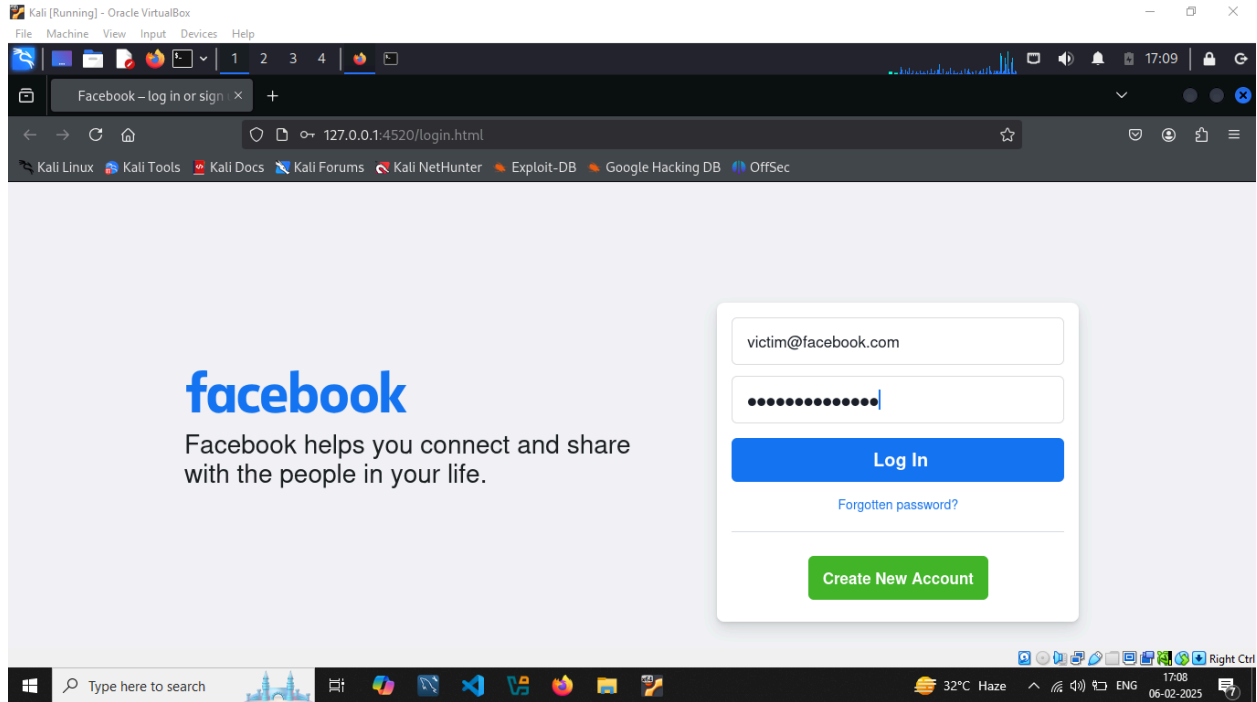 Kali [Running] - Oracle VirtualBox
File Machine View Input Devices Help
1 2 3 4 17:09
Facebook – log in or sign
127.0.0.1:4520/login.html
Kali Linux Kali Tools Kali Docs Kali Forums Kali NetHunter Exploit-DB Google Hacking DB OffSec
victim@facebook.com
facebook
Facebook helps you connect and share
with the people in your life.
Log In
Forgotten password?
Create New Account
Right Ctrl
Type here to search
32°C Haze ENG
17:08
06-02-2025
7